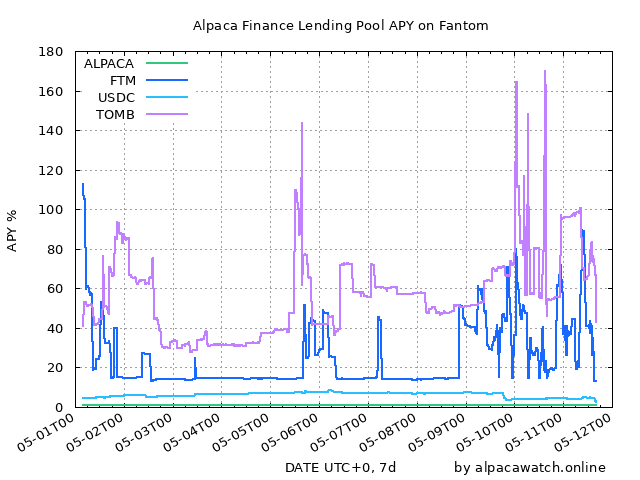 Alpaca Finance Lending Pool APY on Fantom
180
160
140
120
100
80
60
40
20
0
APY %
ALPACA
FTM
USDC
TOMB
05-01T00
05-02T00
05-03T00
05-04T00
05-05T00
05-06T00
05-07T00
05-08T00
05-09T00
05-10T00
05-11T00
05-12T00
DATE UTC+0, 7d
by alpacawatch.online